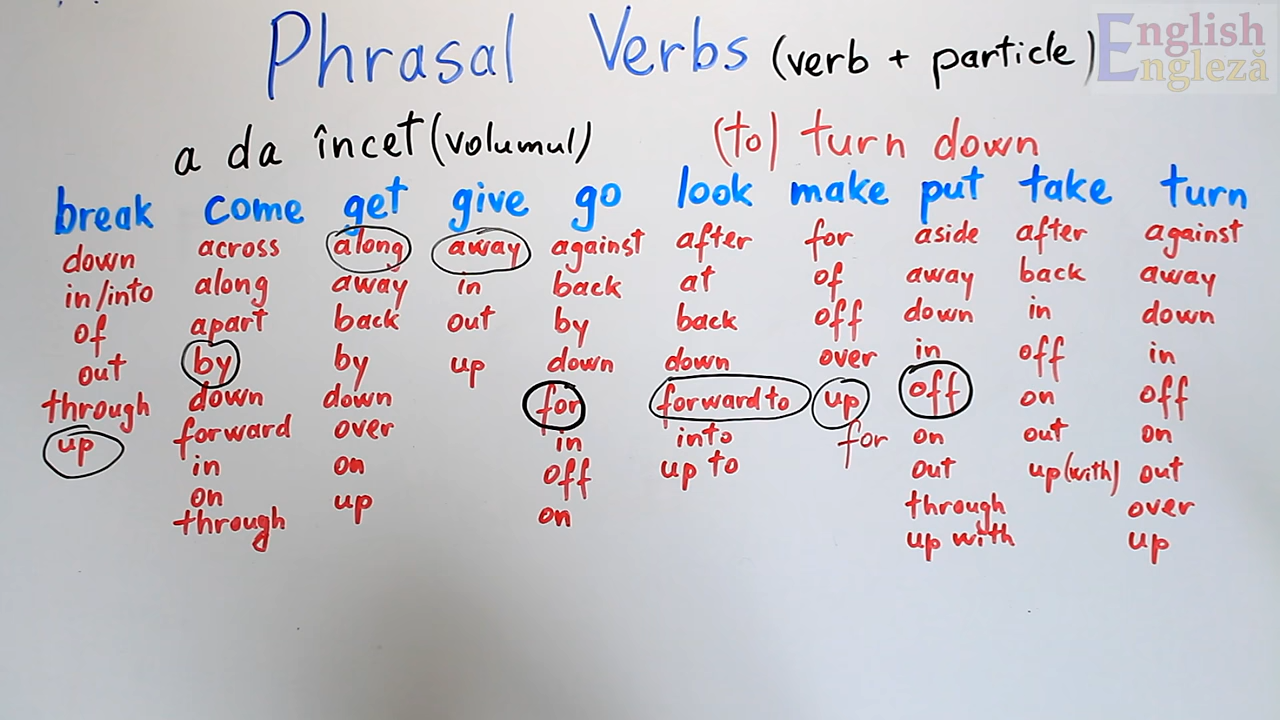 Phrasal Verbs (verb + particle)
English
Engleză
a da încet (volumul) (to) turn down
break come get give go look make put take turn
down across along away against after for aside after against
in/into along away in back at of away back away
of apart back out by back off down in down
out by by up down down over in off in
through down down for forward to up off on off
up forward over in into for on out on
in on off up to out up (with) out
on up on through over
through up with up